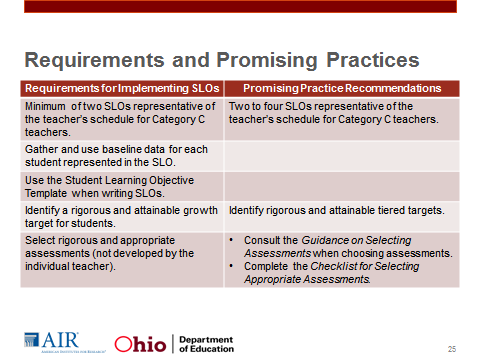 Requirements and Promising Practices
Requirements for Implementing SLOs
Promising Practice Recommendations
Minimum of two SLOs representative of
the teacher's schedule for Category C
teachers.
Two to four SLOs representative of the
teacher's schedule for Category C teachers.
Gather and use baseline data for each
student represented in the SLO.
Use the Student Learning Objective
Template when writing SLOs.
Identify a rigorous and attainable growth
target for students.
Identify rigorous and attainable tiered targets.
Select rigorous and appropriate
assessments (not developed by the
individual teacher).
• Consult the Guidance on Selecting
Assessments when choosing assessments.
• Complete the Checklist for Selecting
Appropriate Assessments.
AIR
AMERICAN INSTITUTES FOR RESEARCH
Ohio
Department
of Education
25